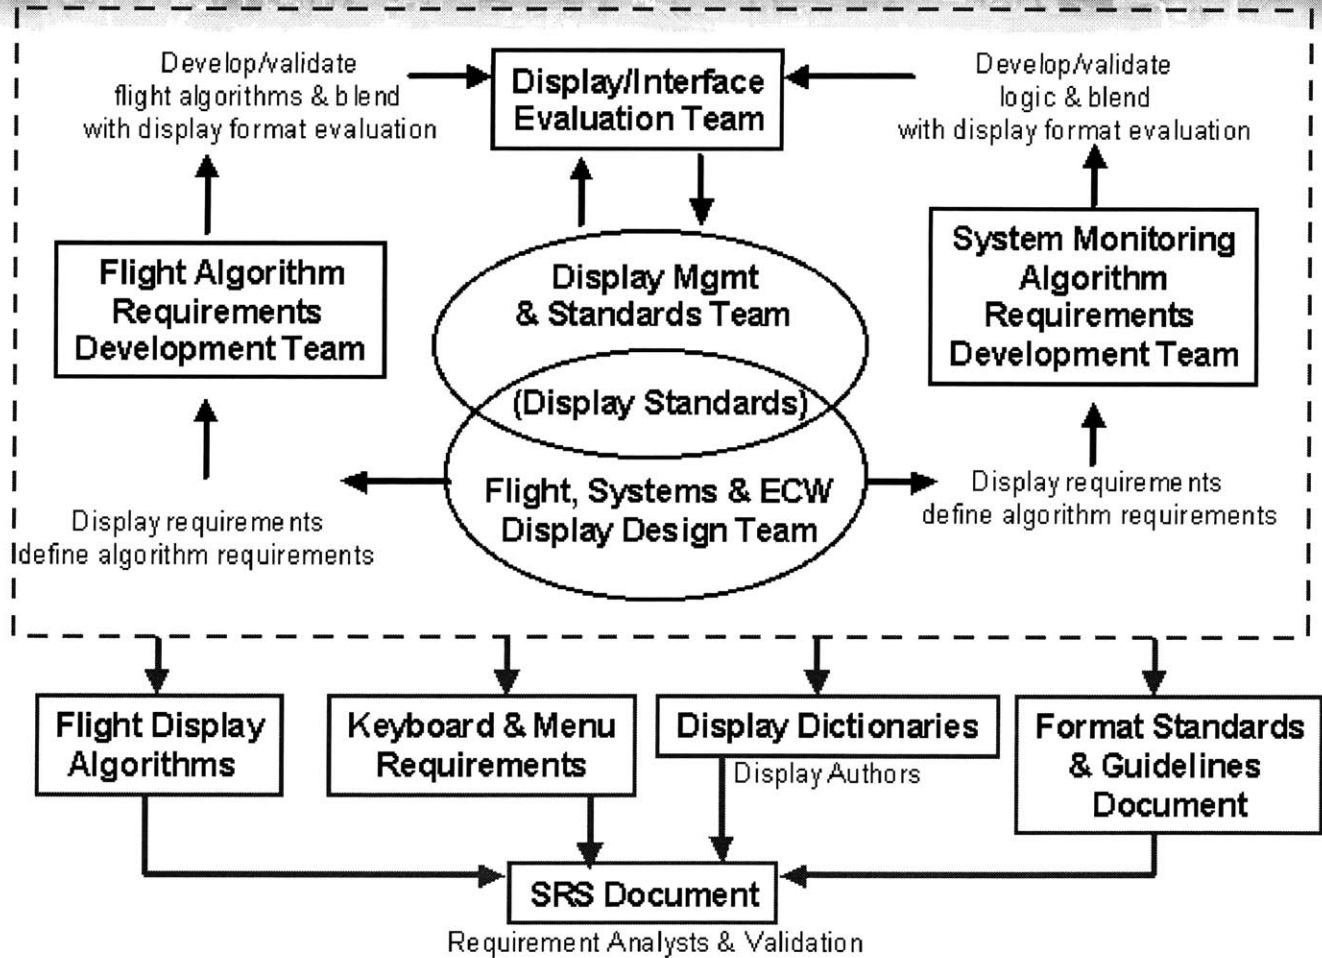 Develop/validate
flight algorithms & blend
with display format evaluation
Display/Interface
Evaluation Team
Develop/validate
logic & blend
with display format evaluation
Flight Algorithm
Requirements
Development Team
Display Mgmt
& Standards Team
System Monitoring
Algorithm
Requirements
Development Team
(Display Standards)
Flight, Systems & ECW
Display Design Team
Display requirements
define algorithm requirements
Display requirements
define algorithm requirements
Flight Display
Algorithms
Keyboard & Menu
Requirements
Display Dictionaries
Display Authors
Format Standards
& Guidelines
Document
SRS Document
Requirement Analysts & Validation